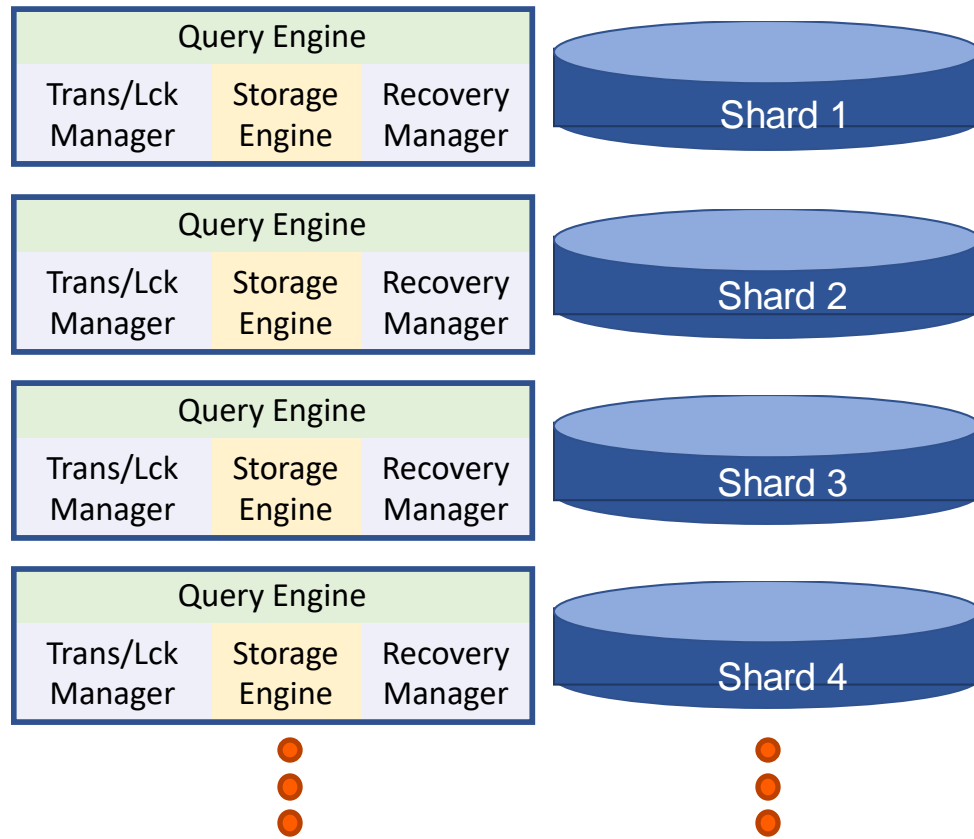 Query Engine
Trans/Lck Storage Recovery
Manager Engine Manager
Shard 1
Query Engine
Trans/Lck Storage Recovery
Manager Engine Manager
Shard 2
Query Engine
Trans/Lck Storage Recovery
Manager Engine Manager
Shard 3
Query Engine
Trans/Lck Storage Recovery
Manager Engine Manager
Shard 4